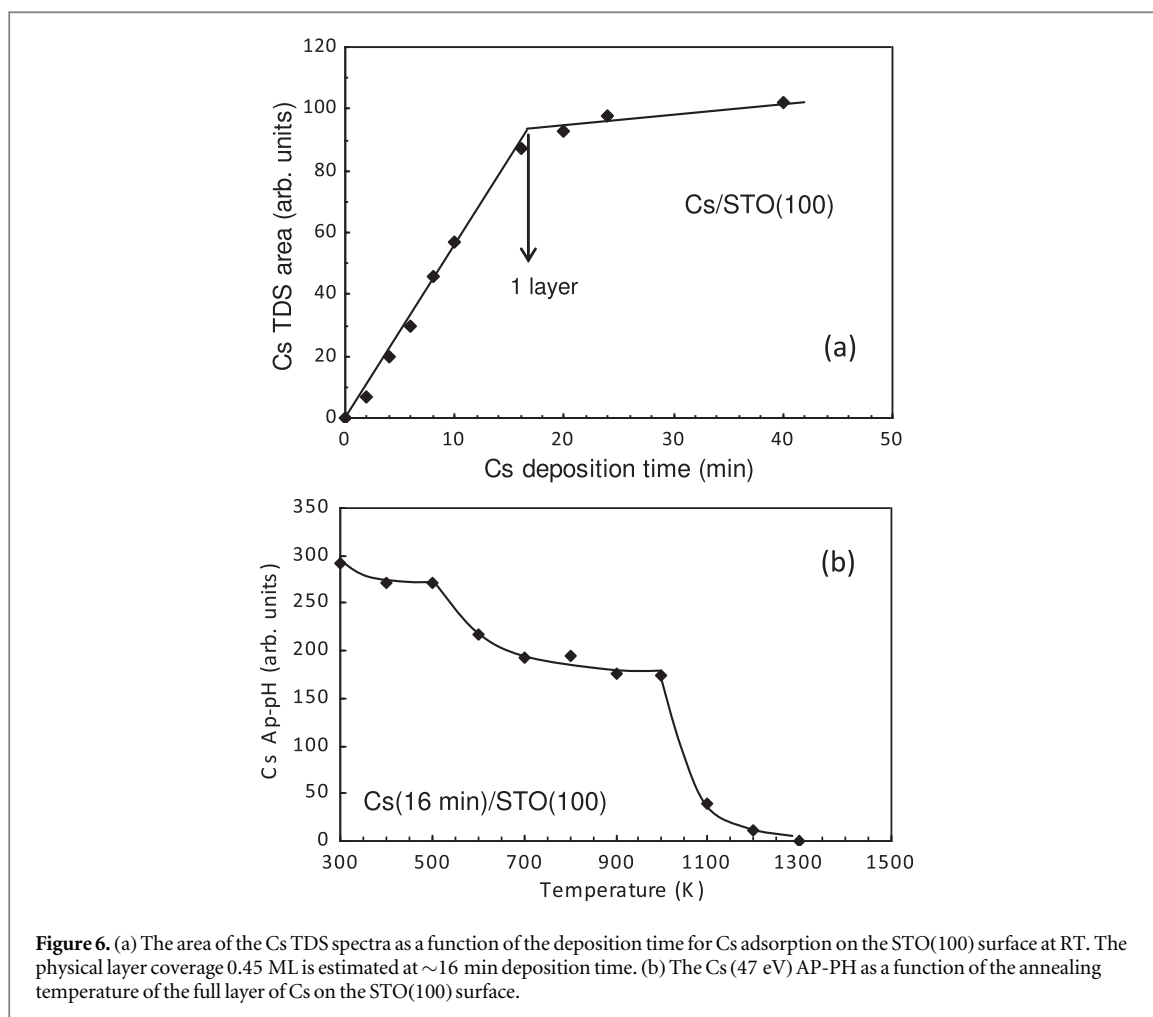 120
100
80
60
40
20
0
Cs TDS area (arb. units)
Cs/STO(100)
1 layer
(a)
0 10 20 30 40 50
Cs deposition time (min)
350
300
250
200
150
100
50
0
Cs Ap-pH (arb. units)
(b)
Cs(16 min)/STO(100)
300 500 700 900 1100 1300 1500
Temperature (K)
Figure 6. (a) The area of the Cs TDS spectra as a function of the deposition time for Cs adsorption on the STO(100) surface at RT. The
physical layer coverage 0.45 ML is estimated at ~16 min deposition time. (b) The Cs (47 eV) AP-PH as a function of the annealing
temperature of the full layer of Cs on the STO(100) surface.